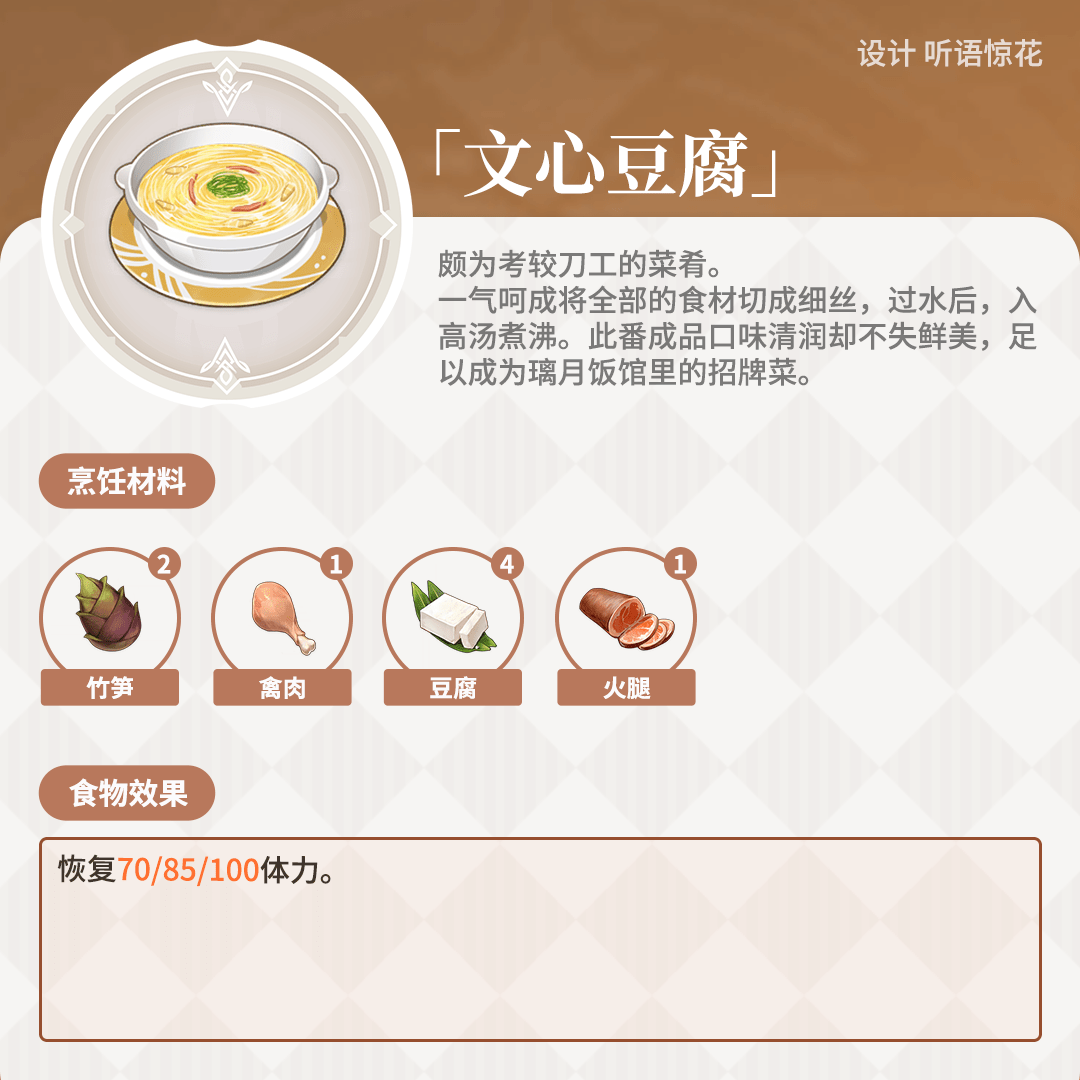 设计 听语惊花
「文心豆腐」
颇为考较刀工的菜肴。
一气呵成将全部的食材切成细丝，过水后，入
高汤煮沸。此番成品口味清润却不失鲜美，足
以成为璃月饭馆里的招牌菜。
烹饪材料
2
1
4
1
竹笋
禽肉
豆腐
火腿
食物效果
恢复70/85/100体力。